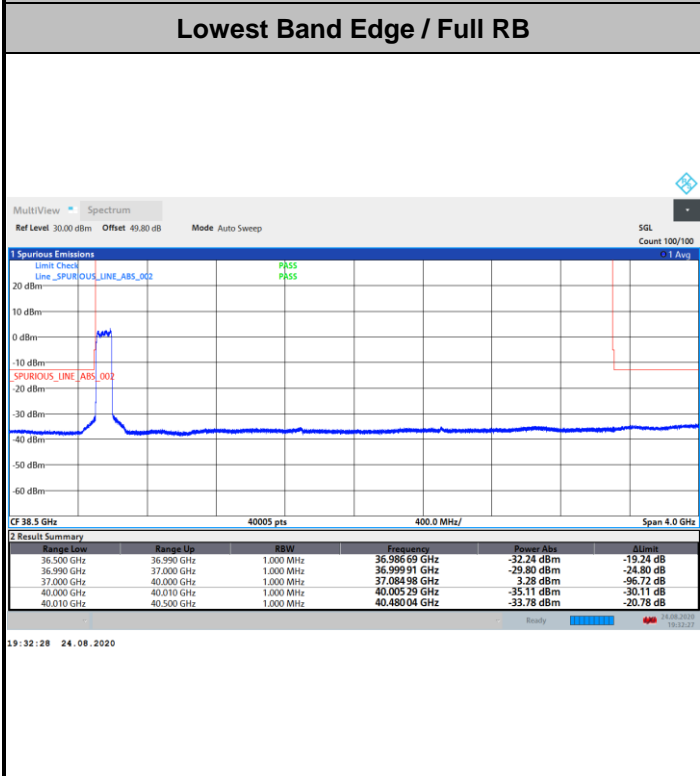 Lowest Band Edge / Full RB
MultiView Spectrum
Ref Level 30.00 dBm Offset 49.80 dB Mode Auto Sweep SGL
Count 100/100
1 Spurious Emissions 1 Avg
Limit Check PASS
Line _SPURIOUS_LINE_ABS_002 PASS
20 dBm
10 dBm
0 dBm
-10 dBm
_SPURIOUS_LINE_ABS_002
-20 dBm
-30 dBm
-40 dBm
-50 dBm
-60 dBm
CF 38.5 GHz 40005 pts 400.0 MHz/ Span 4.0 GHz
2 Result Summary
Range Low Range Up RBW Frequency Power Abs ΔLimit
36.500 GHz 36.990 GHz 1.000 MHz 36.986 69 GHz -32.24 dBm -19.24 dB
36.990 GHz 37.000 GHz 1.000 MHz 36.999 91 GHz -29.80 dBm -24.80 dB
37.000 GHz 40.000 GHz 1.000 MHz 37.084 98 GHz 3.28 dBm -96.72 dB
40.000 GHz 40.010 GHz 1.000 MHz 40.005 29 GHz -35.11 dBm -30.11 dB
40.010 GHz 40.500 GHz 1.000 MHz 40.480 04 GHz -33.78 dBm -20.78 dB
Ready 24.08.2020
19:32:27
19:32:28 24.08.2020